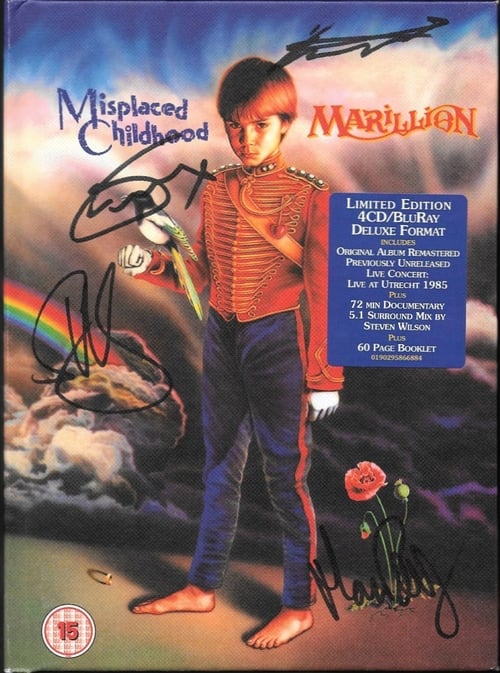 Misplaced
Childhood
MARILLION
LIMITED EDITION
4CD/BLURAY
DELUXE FORMAT
INCLUDES
ORIGINAL ALBUM REMASTERED
PREVIOUSLY UNRELEASED
LIVE CONCERT:
LIVE AT UTRECHT 1985
PLUS
72 MIN DOCUMENTARY
5.1 SURROUND MIX BY
STEVEN WILSON
PLUS
60 PAGE BOOKLET
0190295866884
15